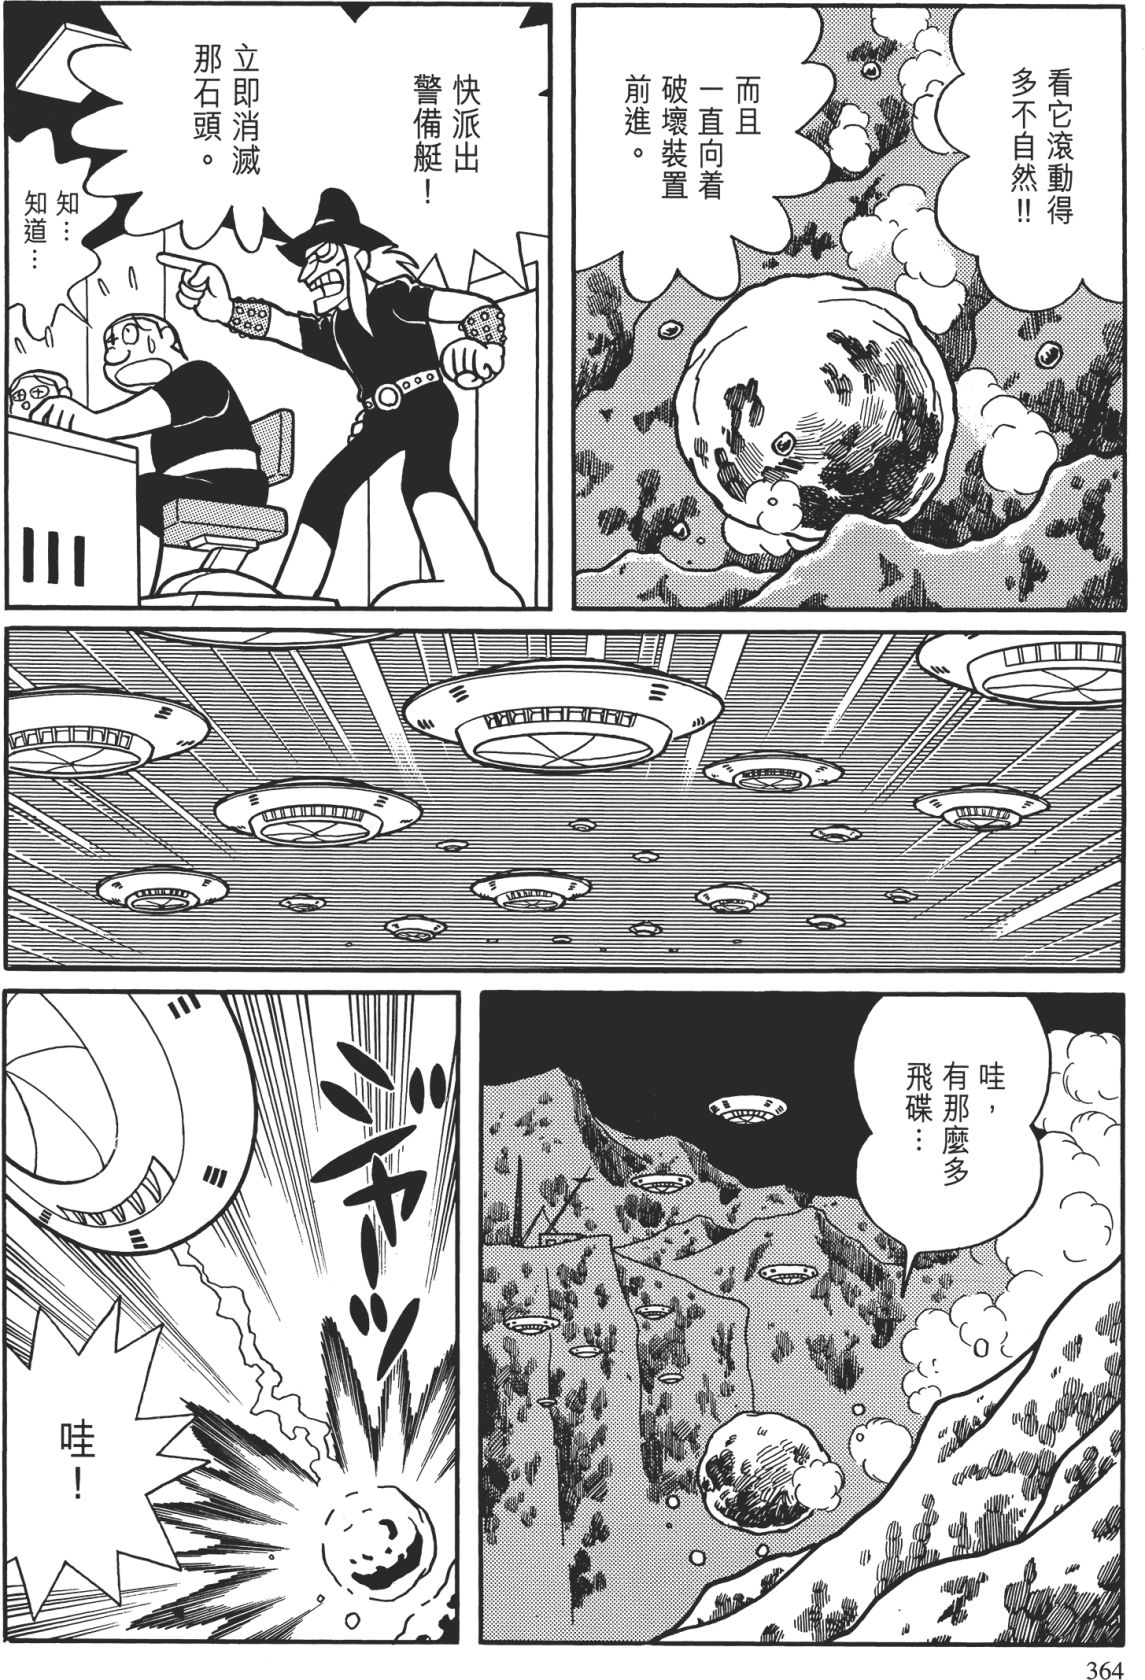 看它滾動得
多不自然!!
而且
一直向着
破壞裝置
前進。
快派出
警備艇！
立即消滅
那石頭。
知…
知道…
哇，
有那麼多
飛碟…
ジャーッ
哇！
364